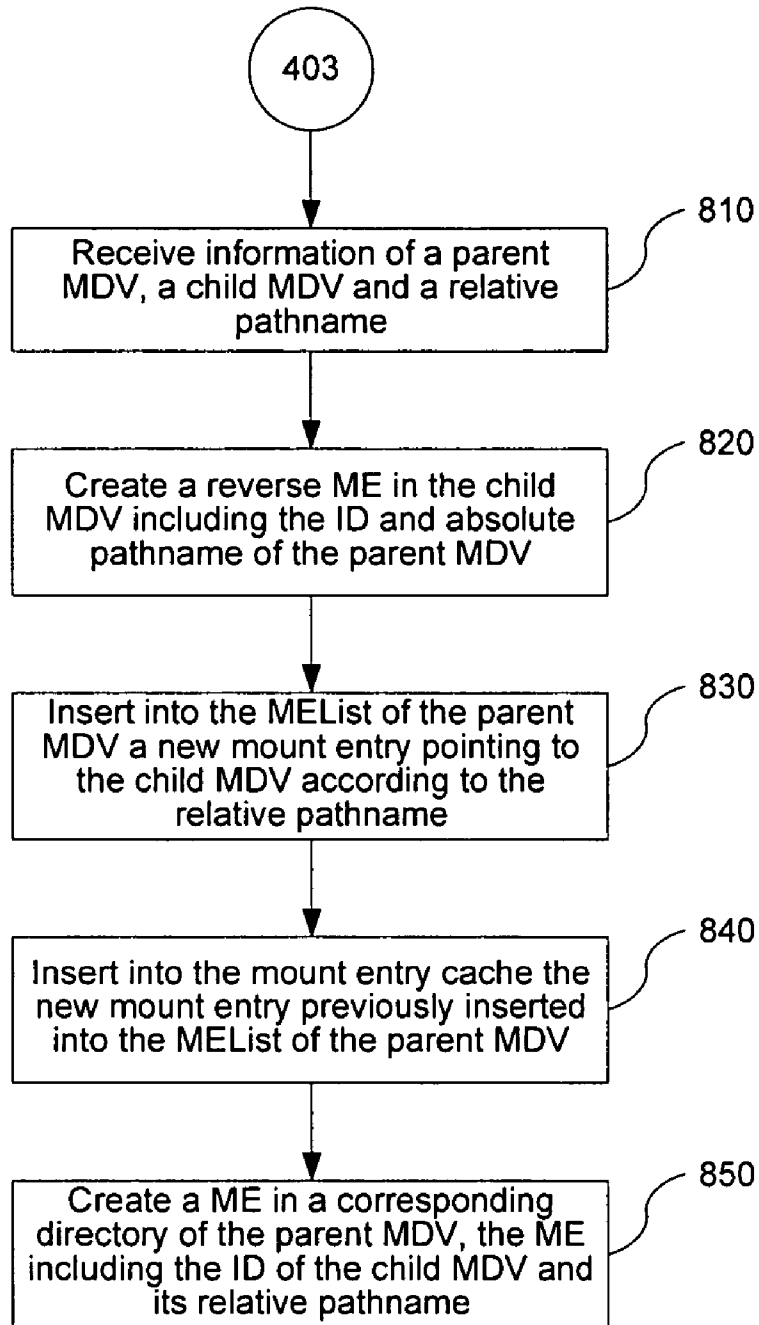 403
810
Receive information of a parent
MDV, a child MDV and a relative
pathname
820
Create a reverse ME in the child
MDV including the ID and absolute
pathname of the parent MDV
830
Insert into the MEList of the parent
MDV a new mount entry pointing to
the child MDV according to the
relative pathname
840
Insert into the mount entry cache the
new mount entry previously inserted
into the MEList of the parent MDV
850
Create a ME in a corresponding
directory of the parent MDV, the ME
including the ID of the child MDV and
its relative pathname